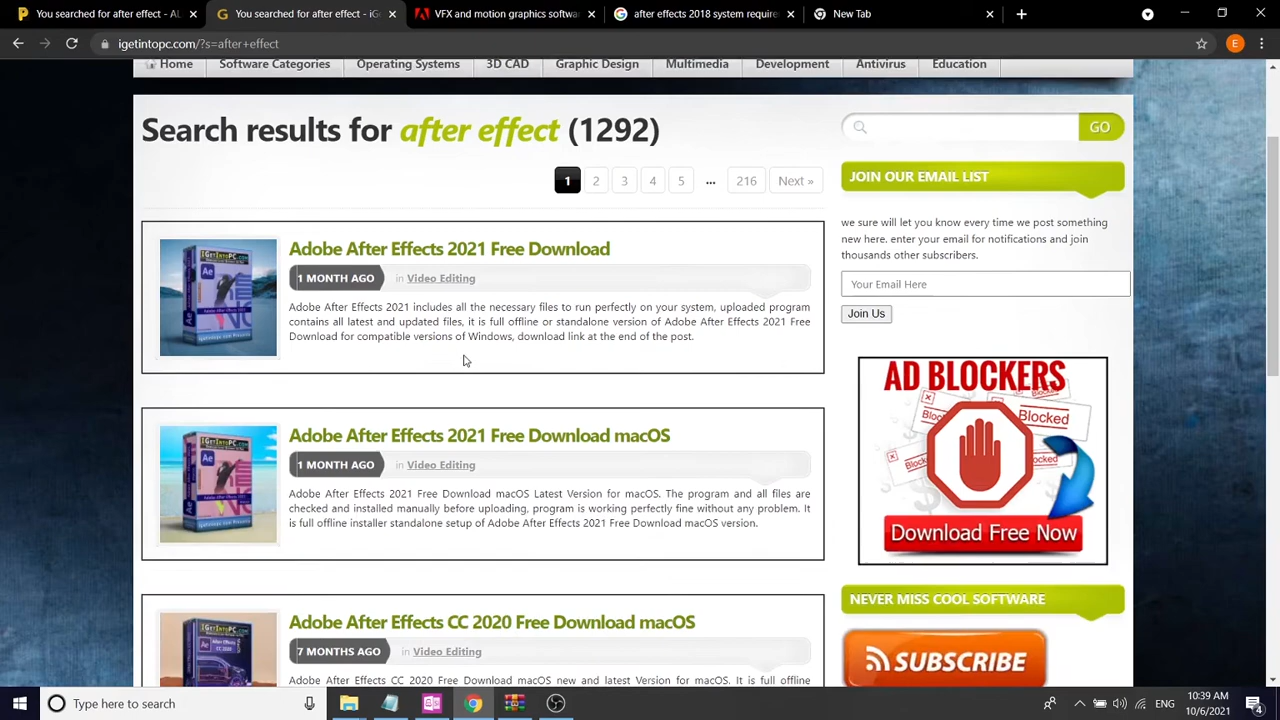 You searched for after effect - AL
You searched for after effect - iGe
VFX and motion graphics softwa
after effects 2018 system require
New Tab
igetintopc.com/?s=after+effect
E
Home
Software Categories
Operating Systems
3D CAD
Graphic Design
Multimedia
Development
Antivirus
Education
Search results for after effect (1292)
GO
1 2 3 4 5 ... 216 Next »
JOIN OUR EMAIL LIST
we sure will let you know every time we post something
new here. enter your email for notifications and join
thousands other subscribers.
Your Email Here
Join Us
Adobe After Effects 2021 Free Download
1 MONTH AGO in Video Editing
Adobe After Effects 2021 includes all the necessary files to run perfectly on your system, uploaded program
contains all latest and updated files, it is full offline or standalone version of Adobe After Effects 2021 Free
Download for compatible versions of Windows, download link at the end of the post.
AD BLOCKERS
Blocked
Blocked
Download Free Now
Adobe After Effects 2021 Free Download macOS
1 MONTH AGO in Video Editing
Adobe After Effects 2021 Free Download macOS Latest Version for macOS. The program and all files are
checked and installed manually before uploading, program is working perfectly fine without any problem. It
is full offline installer standalone setup of Adobe After Effects 2021 Free Download macOS version.
NEVER MISS COOL SOFTWARE
SUBSCRIBE
Adobe After Effects CC 2020 Free Download macOS
7 MONTHS AGO in Video Editing
Adobe After Effects CC 2020 Free Download macOS new and latest Version for macOS. It is full offline
Type here to search
10:39 AM
10/6/2021
4